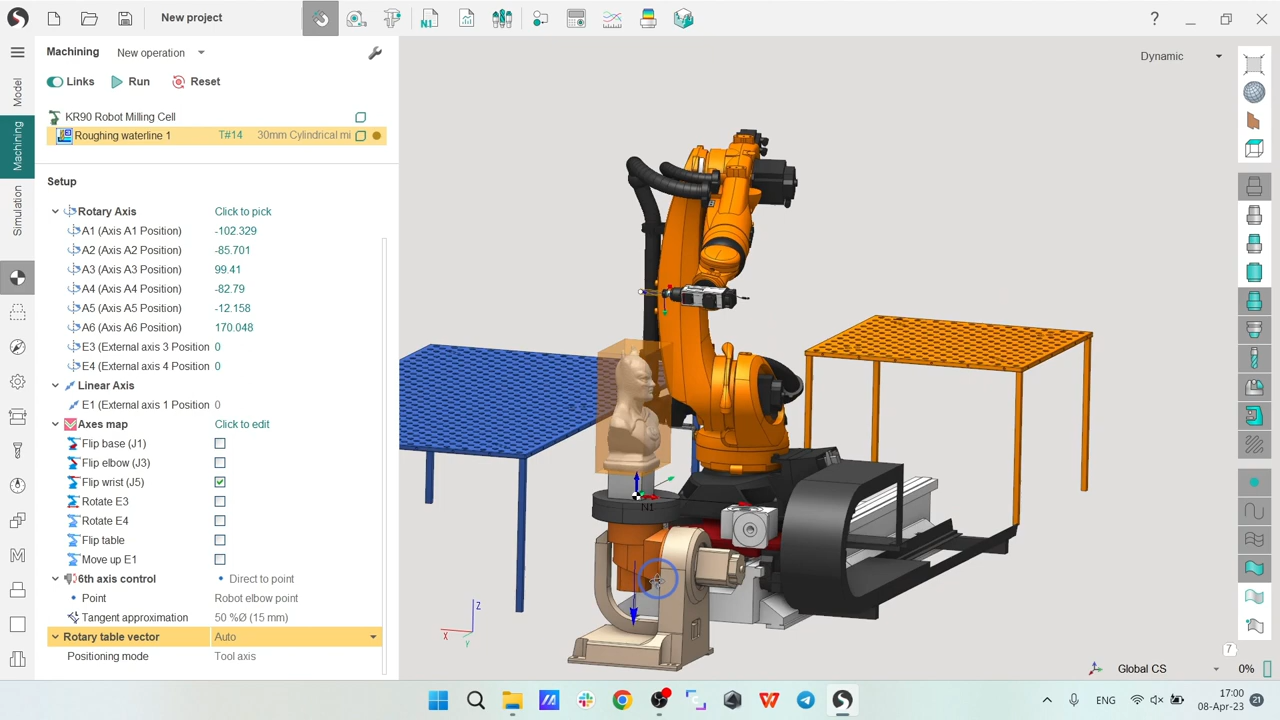 New project
?
Machining
New operation
Dynamic
Links
Run
Reset
Model
Machining
Simulation
KR90 Robot Milling Cell
Roughing waterline 1
T#14
30mm Cylindrical mi
Setup
Rotary Axis
Click to pick
A1 (Axis A1 Position)
-102.329
A2 (Axis A2 Position)
-85.701
A3 (Axis A3 Position)
99.41
A4 (Axis A4 Position)
-82.79
A5 (Axis A5 Position)
-12.158
A6 (Axis A6 Position)
170.048
E3 (External axis 3 Position
0
E4 (External axis 4 Position
0
Linear Axis
E1 (External axis 1 Position
0
Axes map
Click to edit
Flip base (J1)
Flip elbow (J3)
Flip wrist (J5)
Rotate E3
Rotate E4
Flip table
Move up E1
6th axis control
Direct to point
Point
Robot elbow point
Tangent approximation
50 %Ø (15 mm)
Rotary table vector
Auto
Positioning mode
Tool axis
N1
Z
X
Y
7
Global CS
0%
ENG
17:00
08-Apr-23